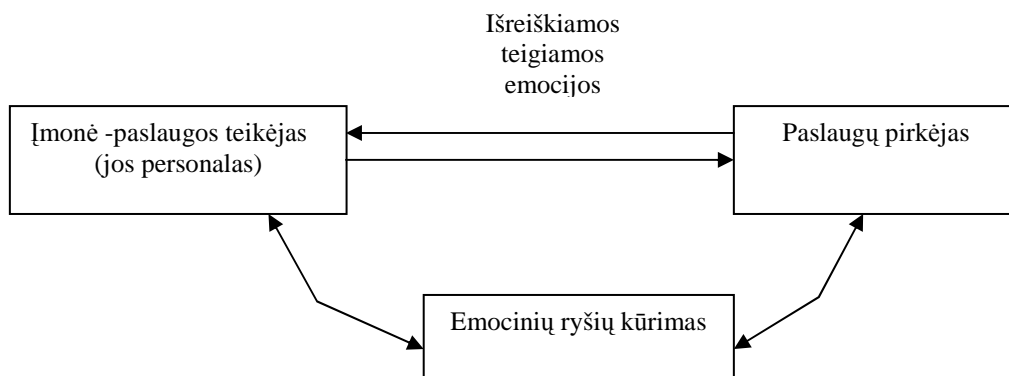 Išreiškiamos
teigiamos
emocijos
Įmonė -paslaugos teikėjas
(jos personalas)
Paslaugų pirkėjas
Emocinių ryšių kūrimas